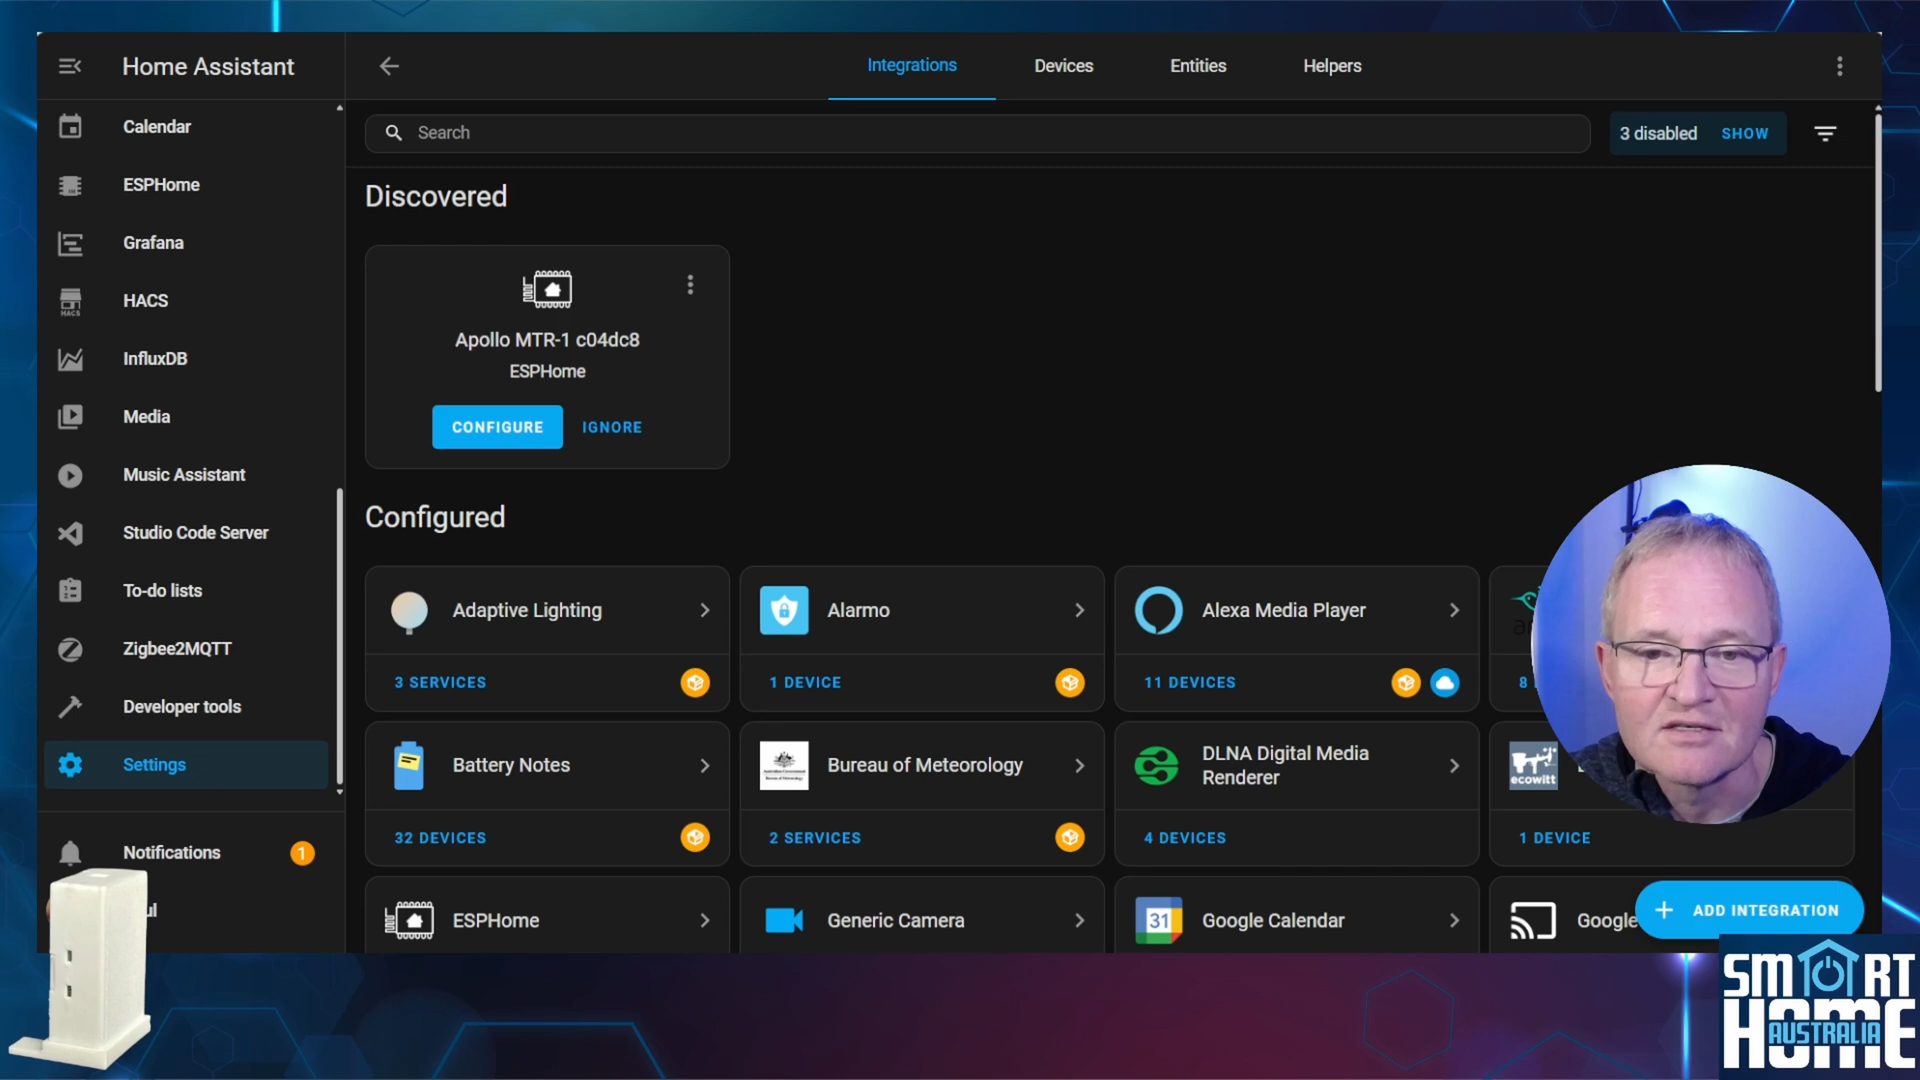 Home Assistant
Integrations
Devices
Entities
Helpers
Calendar
ESPHome
Grafana
HACS
HACS
InfluxDB
Media
Music Assistant
Studio Code Server
To-do lists
Zigbee2MQTT
Developer tools
Settings
Notifications
1
Search
3 disabled
SHOW
Discovered
Apollo MTR-1 c04dc8
ESPHome
CONFIGURE
IGNORE
Configured
Adaptive Lighting
3 SERVICES
Alarmo
1 DEVICE
Alexa Media Player
11 DEVICES
8
Battery Notes
32 DEVICES
Bureau of Meteorology
2 SERVICES
DLNA Digital Media
Renderer
4 DEVICES
ecowitt
1 DEVICE
ESPHome
Generic Camera
31
Google Calendar
Google
ADD INTEGRATION
SMART
HOME
AUSTRALIA